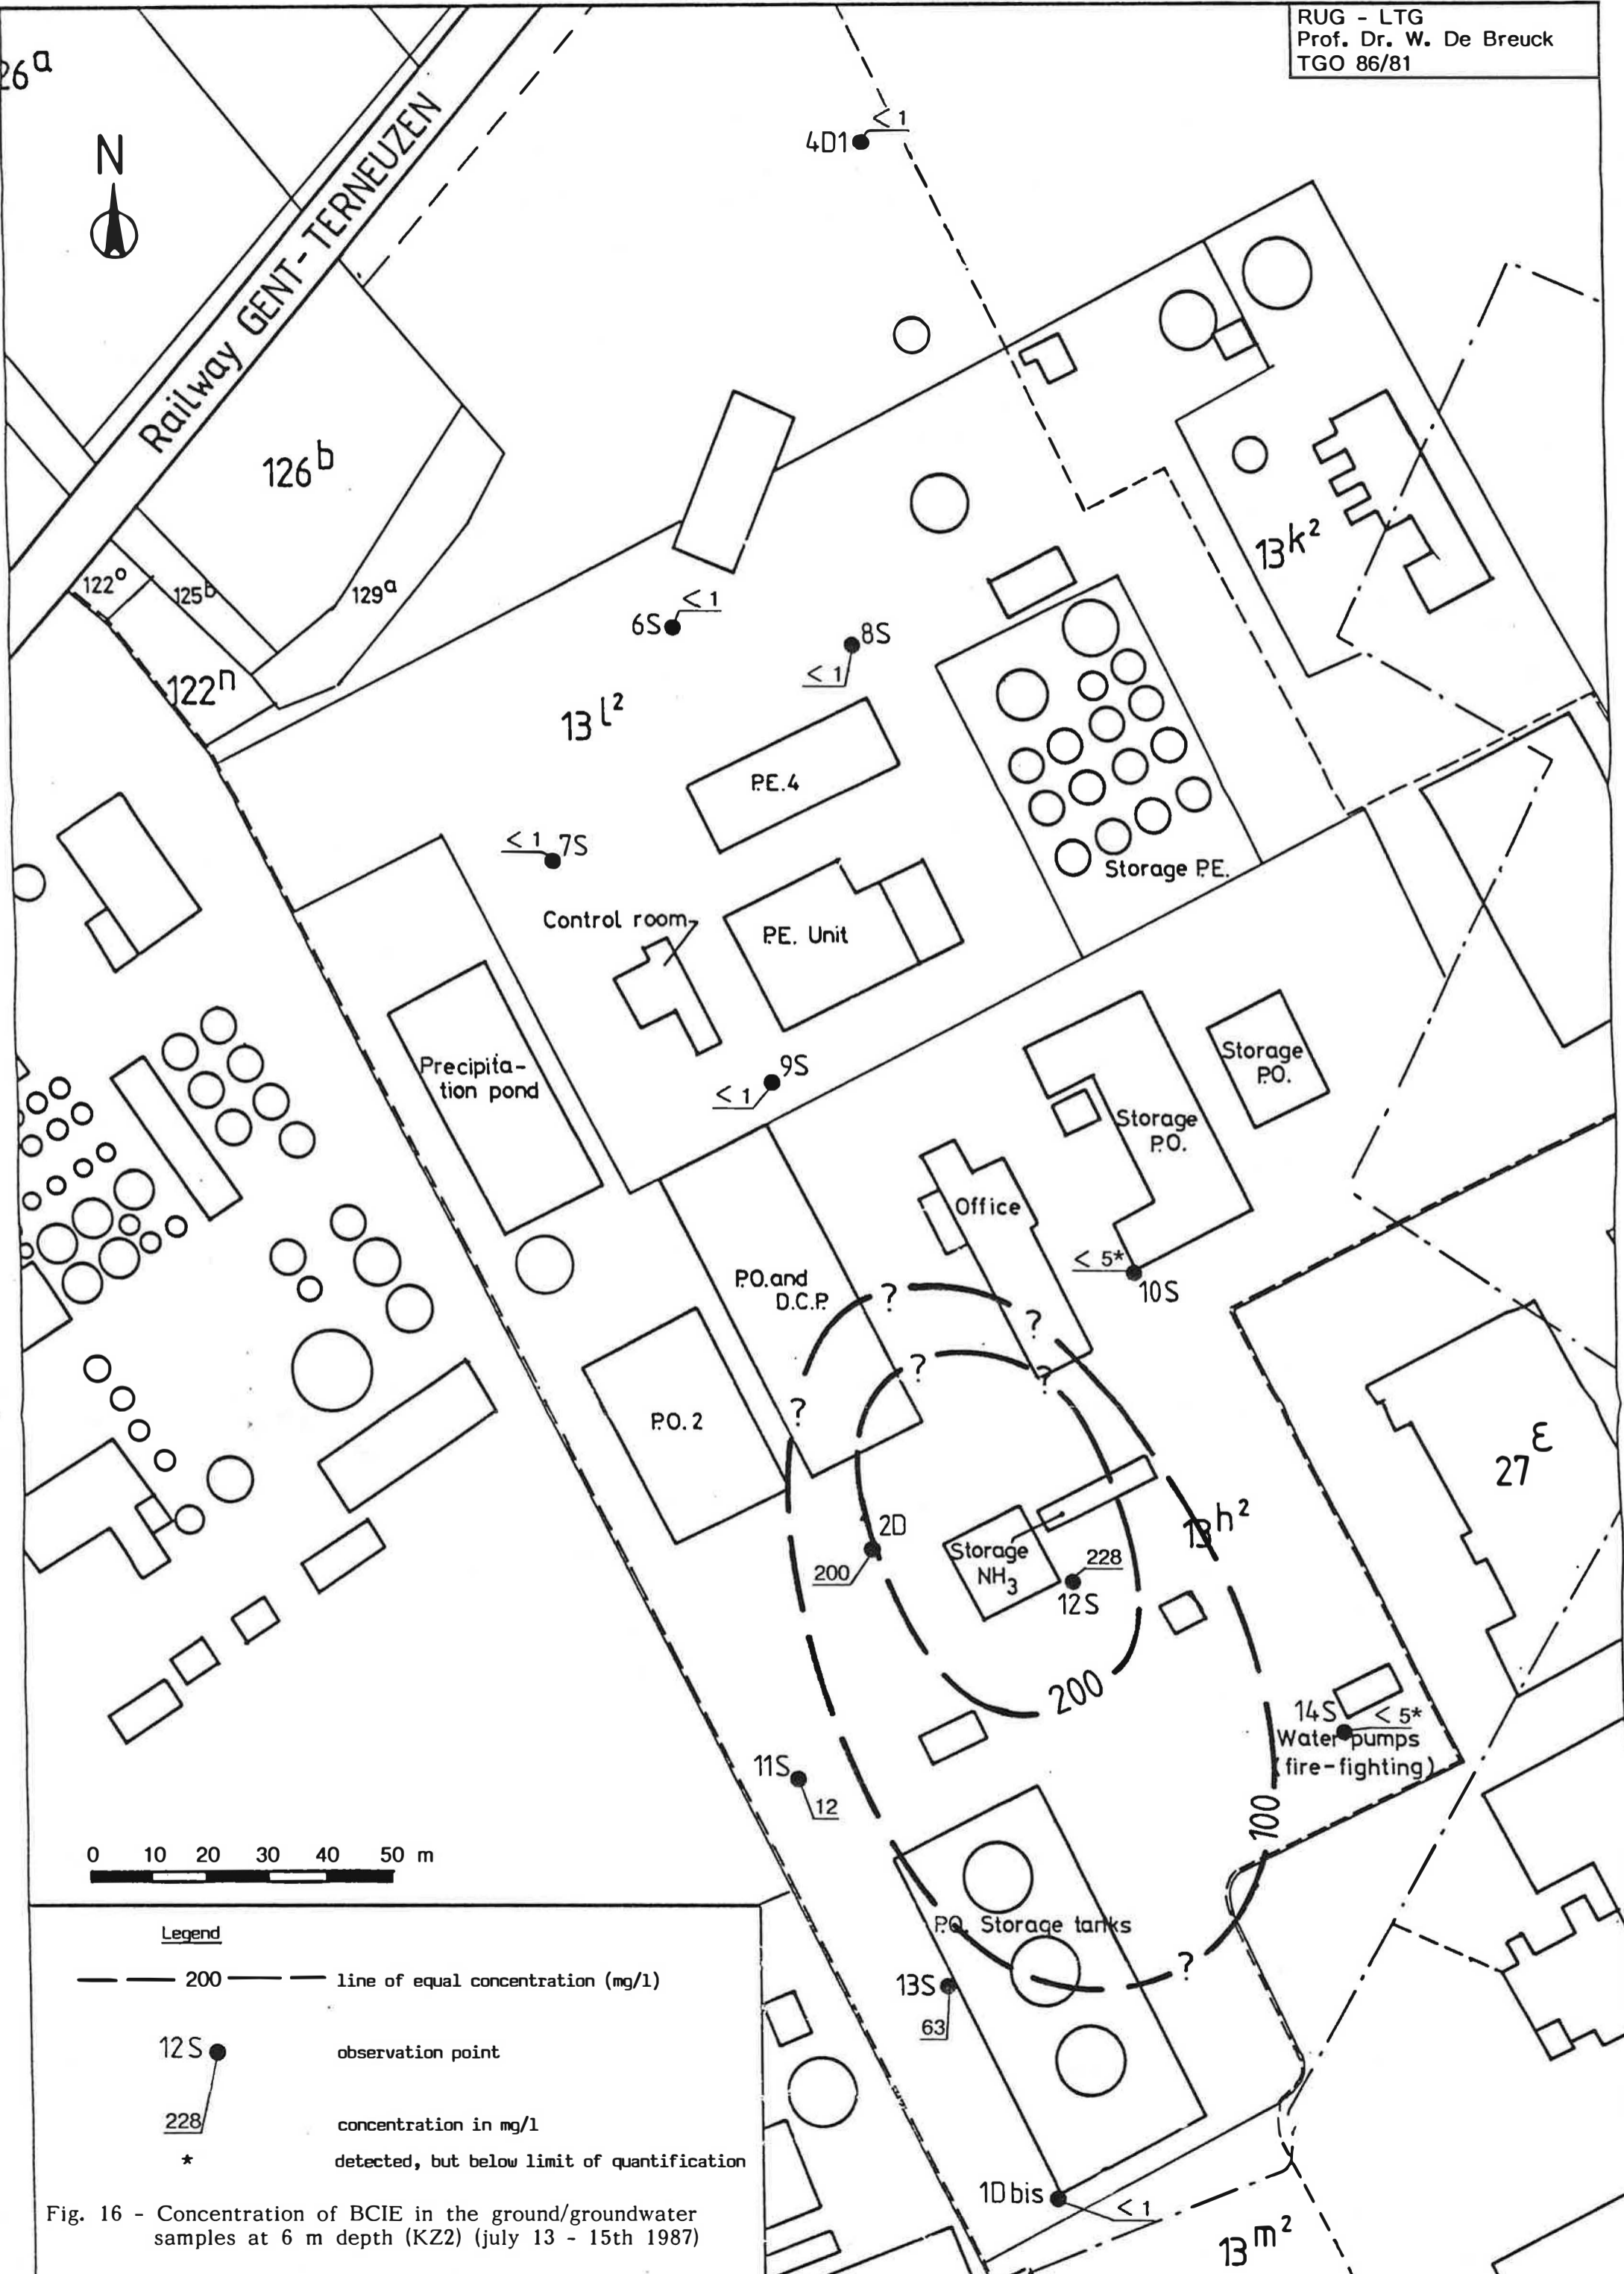 RUG - LTG
Prof. Dr. W. De Breuck
TGO 86/81
26a
N
Railway GENT-TERNEUZEN
4D1
< 1
126b
13k²
122o
125b
129a
122n
6S
< 1
8S
< 1
13l²
P.E.4
< 1
7S
Storage P.E.
Control room
P.E. Unit
Precipita-
tion pond
9S
< 1
Storage
P.O.
Storage
P.O.
Office
< 5*
10S
P.O. and
D.C.P.
?
?
?
?
?
P.O. 2
27E
13h²
2D
200
Storage
NH3
228
12S
200
14S
< 5*
Water pumps
(fire-fighting)
11S
12
100
0 10 20 30 40 50 m
P.O. Storage tanks
?
13S
63
1D bis
< 1
13m²
Legend
200 line of equal concentration (mg/l)
12S observation point
228 concentration in mg/l
* detected, but below limit of quantification
Fig. 16 - Concentration of BCIE in the ground/groundwater
samples at 6 m depth (KZ2) (july 13 - 15th 1987)